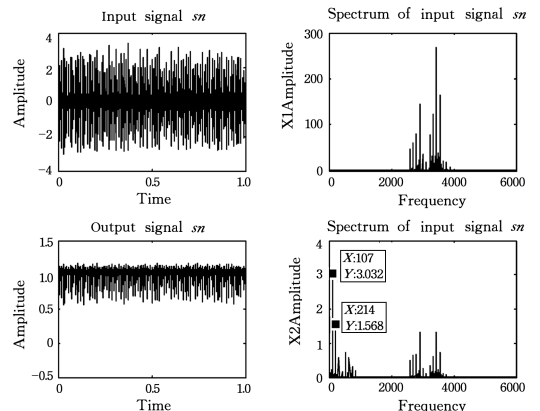 Input signal sn
4
2
0
−2
−4
Amplitude
0
0.5
1.0
Time
Spectrum of input signal sn
300
200
100
0
X1Amplitude
0
2000
4000
6000
Frequency
Output signal sn
1.5
1.0
0.5
0
−0.5
Amplitude
0
0.5
1.0
Time
Spectrum of input signal sn
4
3
2
1
0
X2Amplitude
X:107
Y:3.032
X:214
Y:1.568
0
2000
4000
6000
Frequency